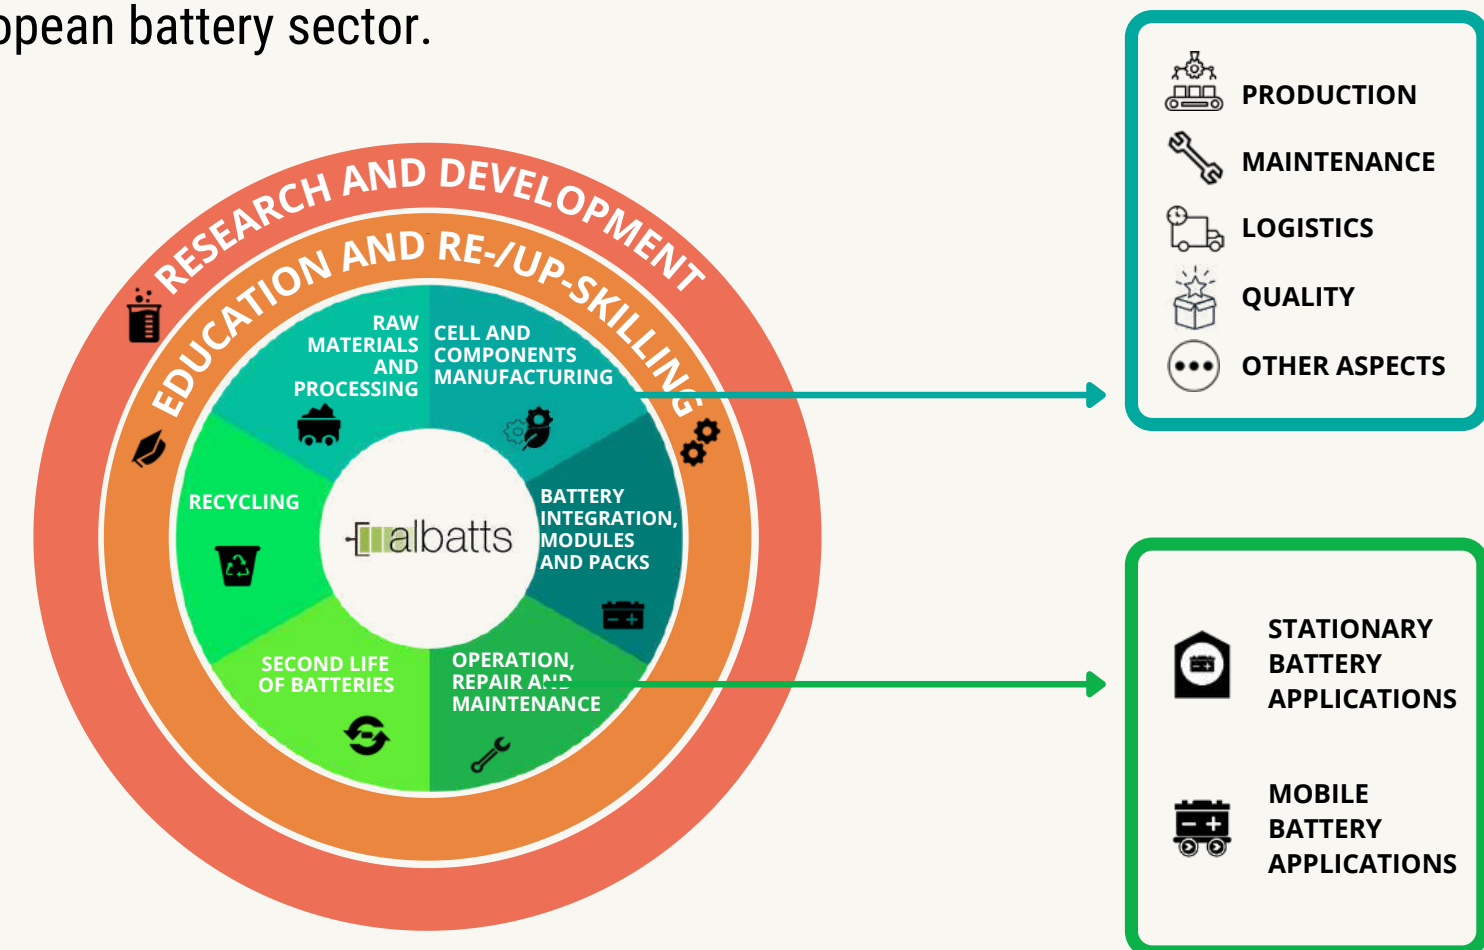 opean battery sector.
RESEARCH AND DEVELOPMENT
EDUCATION AND RE-/UP-SKILLING
RAW
MATERIALS
AND
PROCESSING
CELL AND
COMPONENTS
MANUFACTURING
RECYCLING
albatts
BATTERY
INTEGRATION,
MODULES
AND PACKS
SECOND LIFE
OF BATTERIES
OPERATION,
REPAIR AND
MAINTENANCE
PRODUCTION
MAINTENANCE
LOGISTICS
QUALITY
OTHER ASPECTS
STATIONARY
BATTERY
APPLICATIONS
MOBILE
BATTERY
APPLICATIONS